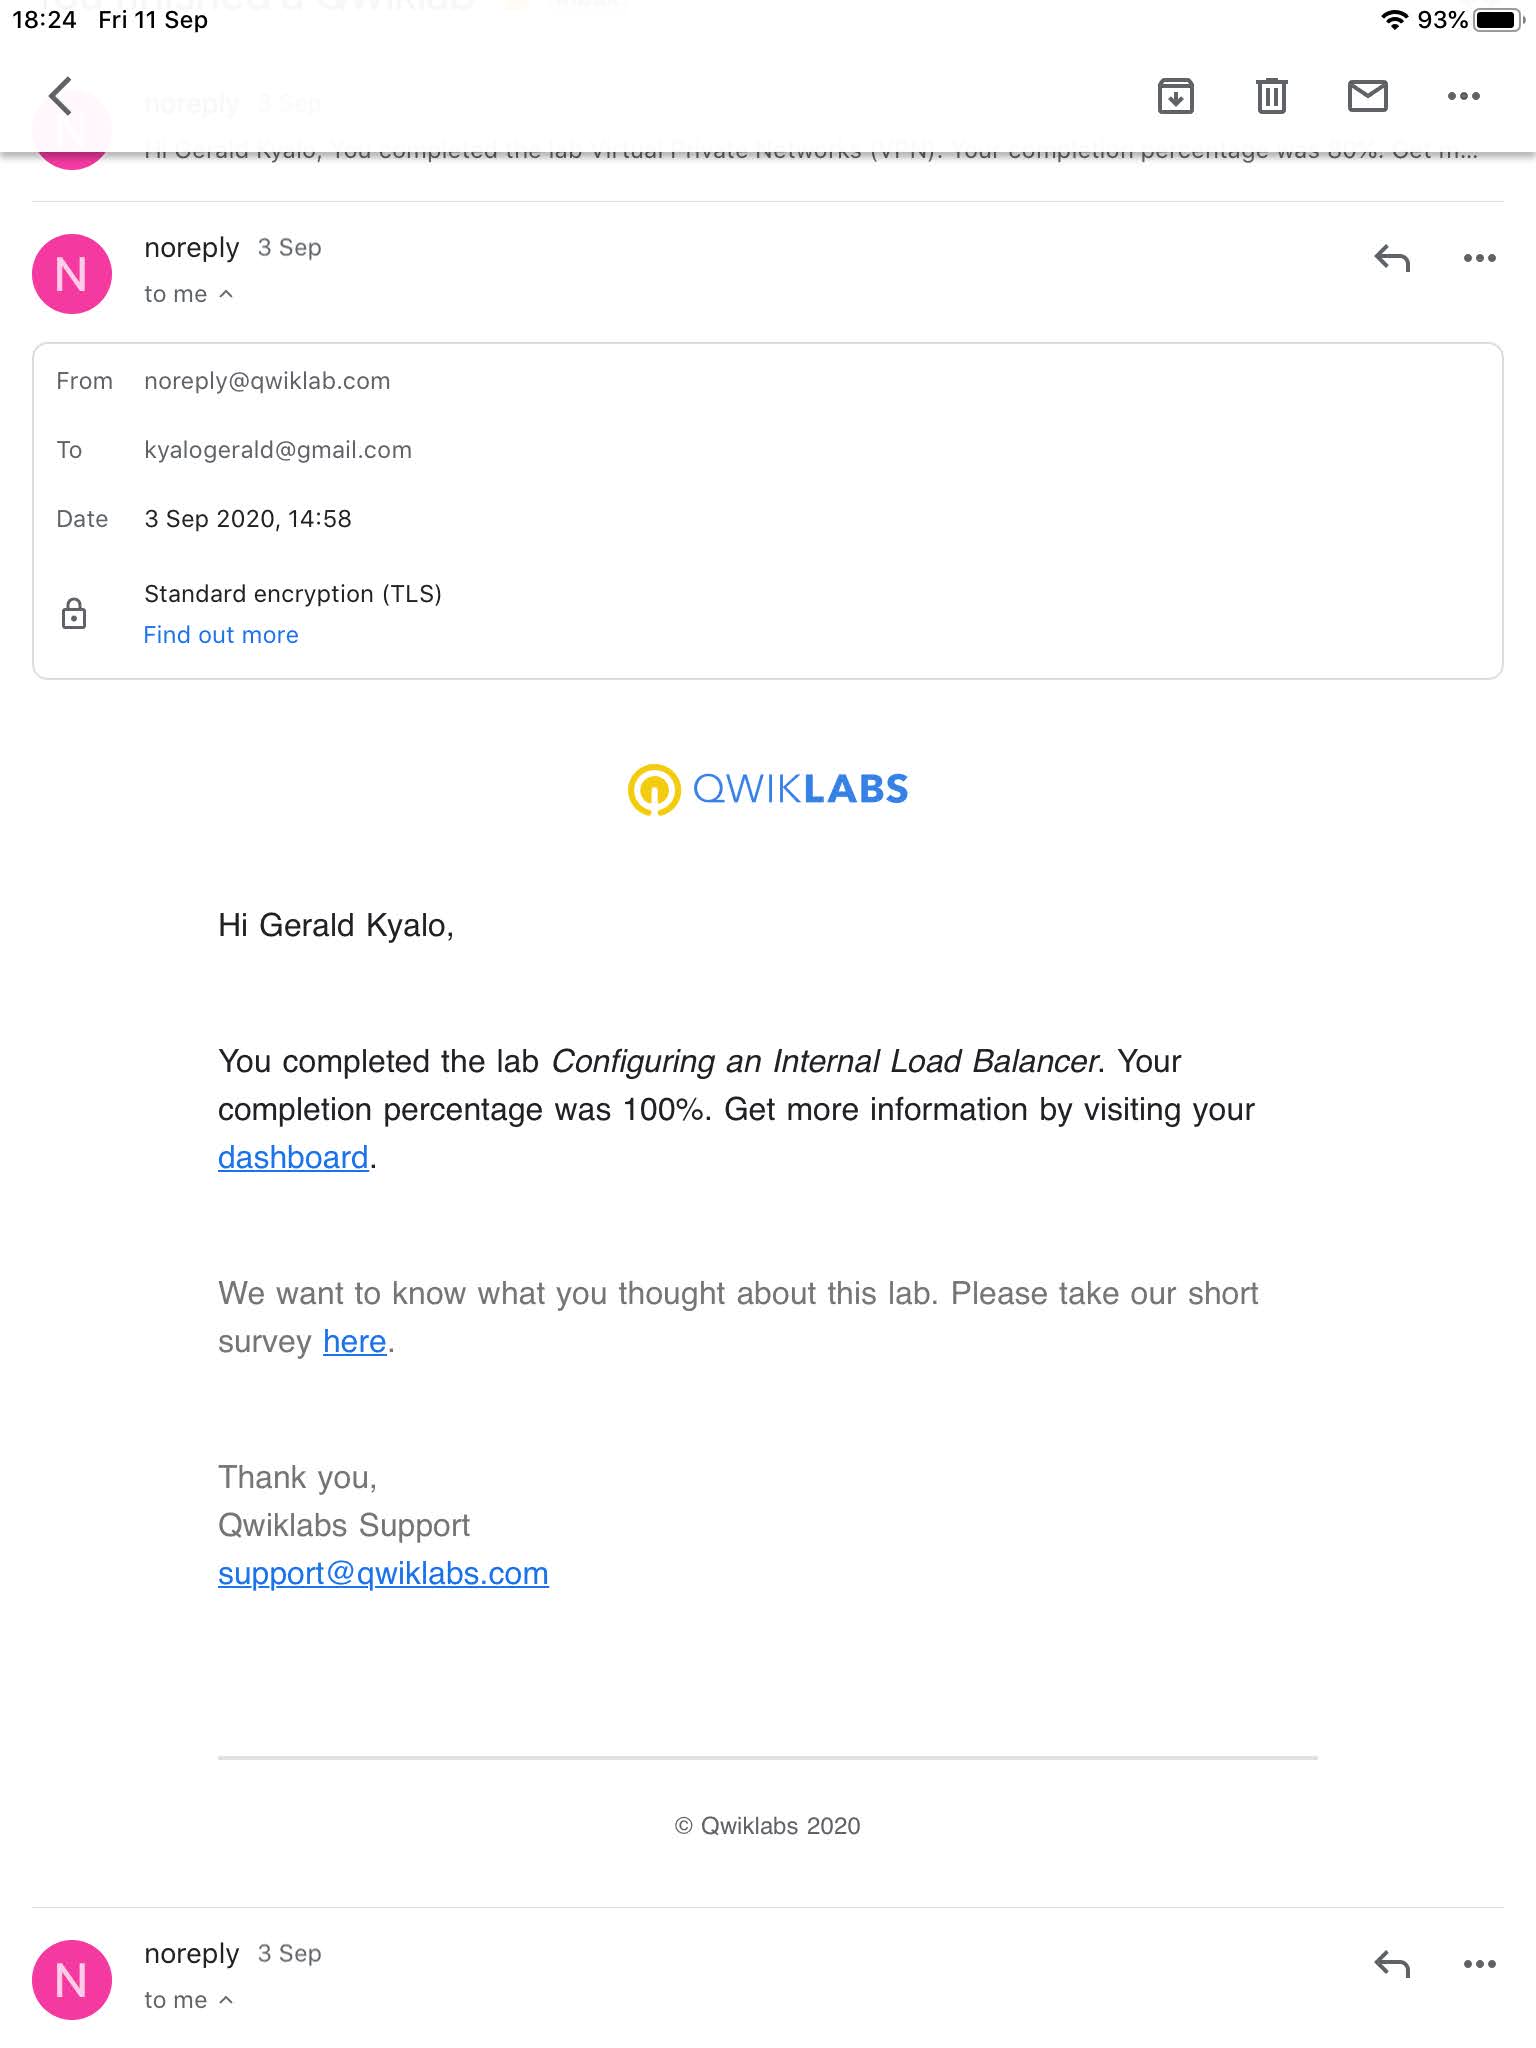 You finished a Qwiklab
18:24 Fri 11 Sep 93%
noreply 3 Sep
N
Hi Gerald Kyalo, You completed the lab Virtual Private Networks (VPN). Your completion percentage was 80%. Get m...
N
noreply 3 Sep
to me
From noreply@qwiklab.com
To kyalogerald@gmail.com
Date 3 Sep 2020, 14:58
Standard encryption (TLS)
Find out more
QWIKLABS
Hi Gerald Kyalo,
You completed the lab Configuring an Internal Load Balancer. Your
completion percentage was 100%. Get more information by visiting your
dashboard.
We want to know what you thought about this lab. Please take our short
survey here.
Thank you,
Qwiklabs Support
support@qwiklabs.com
© Qwiklabs 2020
N
noreply 3 Sep
to me